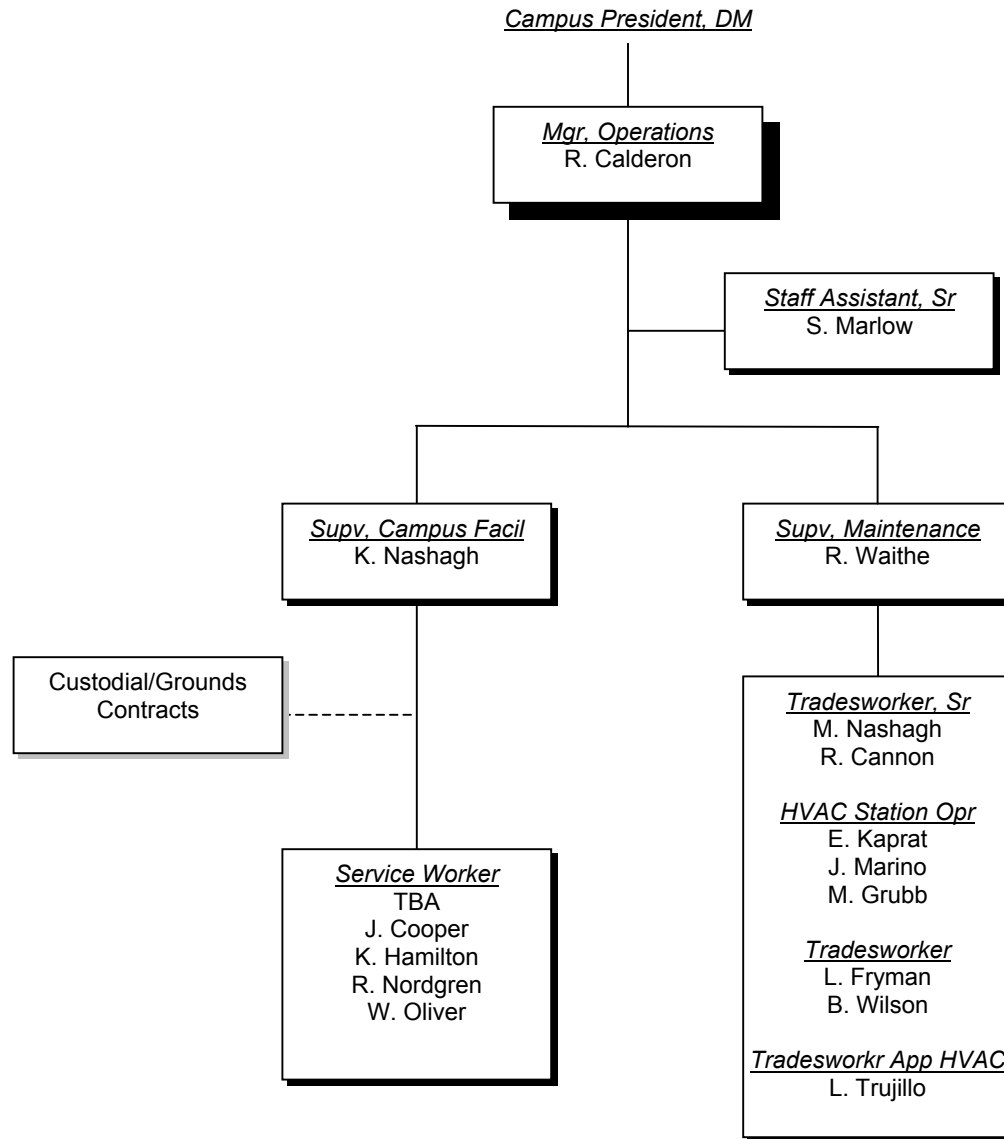 Campus President, DM
Mgr, Operations
R. Calderon
Staff Assistant, Sr
S. Marlow
Supv, Campus Facil
K. Nashagh
Supv, Maintenance
R. Waithe
Custodial/Grounds
Contracts
Service Worker
TBA
J. Cooper
K. Hamilton
R. Nordgren
W. Oliver
Tradesworker, Sr
M. Nashagh
R. Cannon
HVAC Station Opr
E. Kaprat
J. Marino
M. Grubb
Tradesworker
L. Fryman
B. Wilson
Tradesworkr App HVAC
L. Trujillo